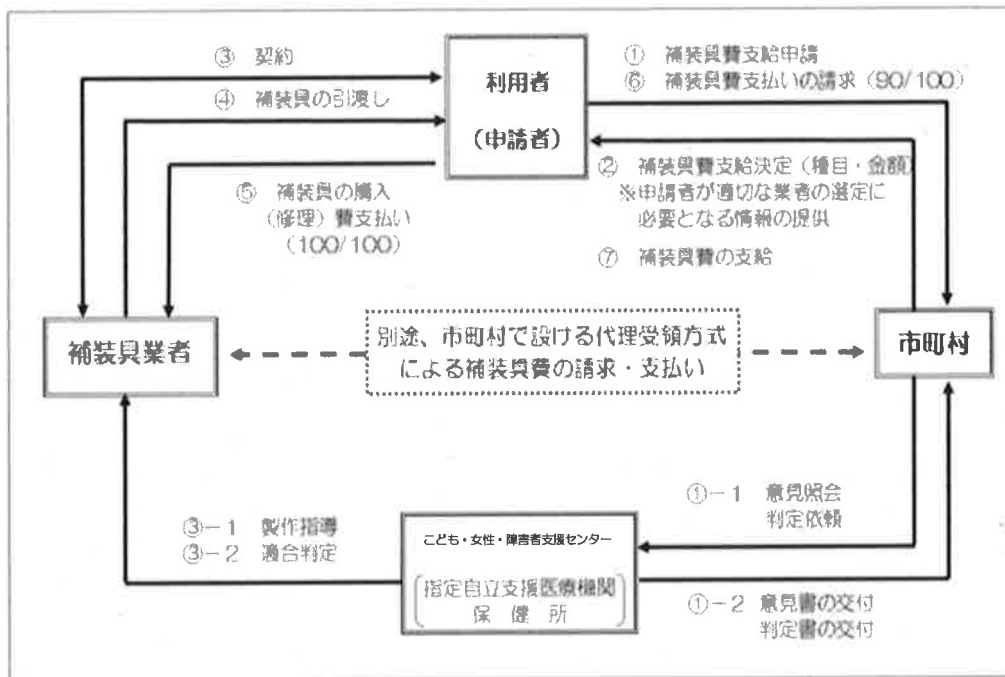 ③ 契約
④ 補装具の引渡し
利用者
(申請者)
① 補装具費支給申請
⑥ 補装具費支払いの請求(90/100)
② 補装具費支給決定(種目・金額)
※申請者が適切な業者の選定に
必要となる情報の提供
⑦ 補装具費の支給
⑤ 補装具の購入
(修理)費支払い
(100/100)
補装具業者
別途、市町村で設ける代理受領方式
による補装具費の請求・支払い
市町村
①-1 意見照会
判定依頼
③-1 製作指導
③-2 適合判定
こども・女性・障害者支援センター
指定自立支援医療機関
保健所
①-2 意見書の交付
判定書の交付